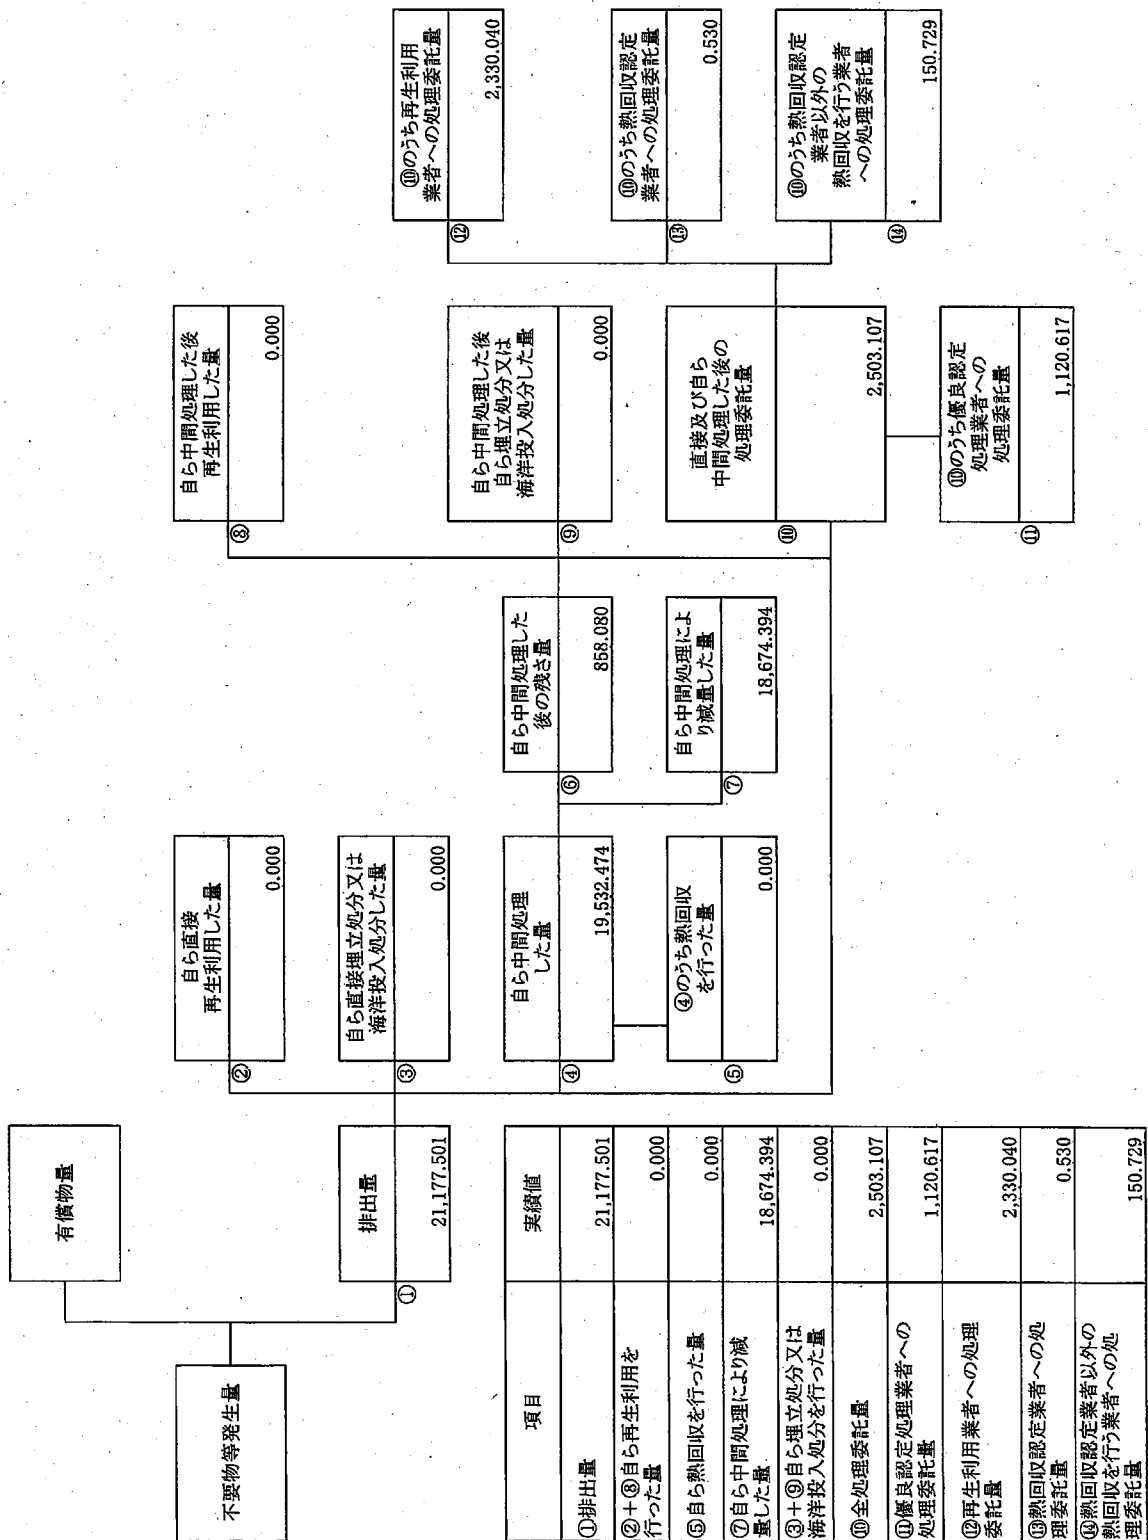 不要物等発生量
有償物量
排出量
①
21,177.501
自ら直接
再生利用した量
②
0.000
自ら直接埋立処分又は
海洋投入処分した量
③
0.000
自ら中間処理
した量
④
19,532.474
④のうち熱回収
を行った量
⑤
0.000
自ら中間処理した
後の残さ量
⑥
858.080
自ら中間処理によ
り減量した量
⑦
18,674.394
自ら中間処理した後
再生利用した量
⑧
0.000
自ら中間処理した後
自ら埋立処分又は
海洋投入処分した量
⑨
0.000
直接及び自ら
中間処理した後の
処理委託量
⑩
2,503.107
⑩のうち優良認定
処理業者への
処理委託量
⑪
1,120.617
⑩のうち再生利用
業者への処理委託量
⑫
2,330.040
⑩のうち熱回収認定
業者への処理委託量
⑬
0.530
⑩のうち熱回収認定
業者以外の
熱回収を行う業者
への処理委託量
⑭
150.729
項目 実績値
①排出量 21,177.501
②+⑧自ら再生利用を
行った量 0.000
⑤自ら熱回収を行った量 0.000
⑦自ら中間処理により減
量した量 18,674.394
③+⑨自ら埋立処分又は
海洋投入処分を行った量 0.000
⑩全処理委託量 2,503.107
⑪優良認定処理業者への
処理委託量 1,120.617
⑫再生利用業者への処理
委託量 2,330.040
⑬熱回収認定業者への処
理委託量 0.530
⑭熱回収認定業者以外の
熱回収を行う業者への処
理委託量 150.729